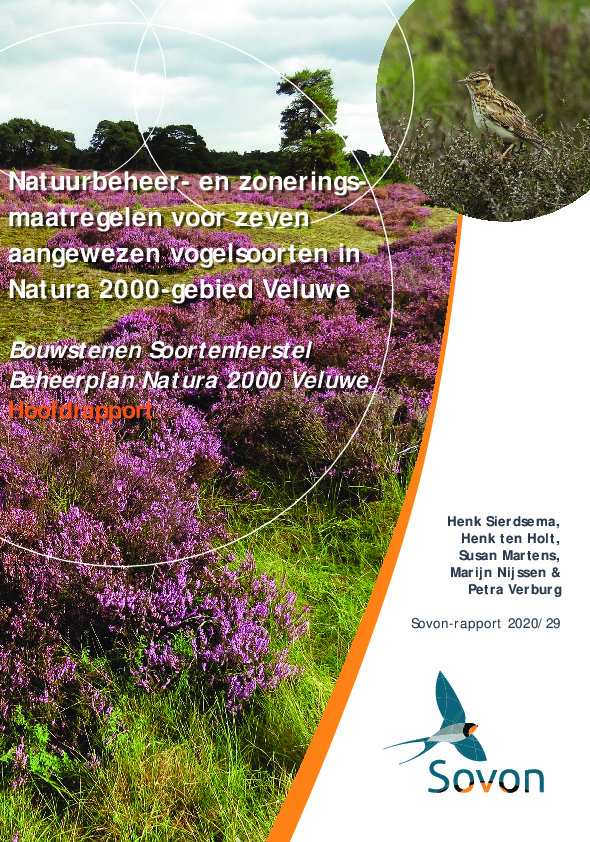 Natuurbeheer- en zonerings-
maatregelen voor zeven
aangewezen vogelsoorten in
Natura 2000-gebied Veluwe
Bouwstenen Soortenherstel
Beheerplan Natura 2000 Veluwe
Hoofdrapport
Henk Sierdsema,
Henk ten Holt,
Susan Martens,
Marijn Nijssen &
Petra Verburg
Sovon-rapport 2020/29
Sovon